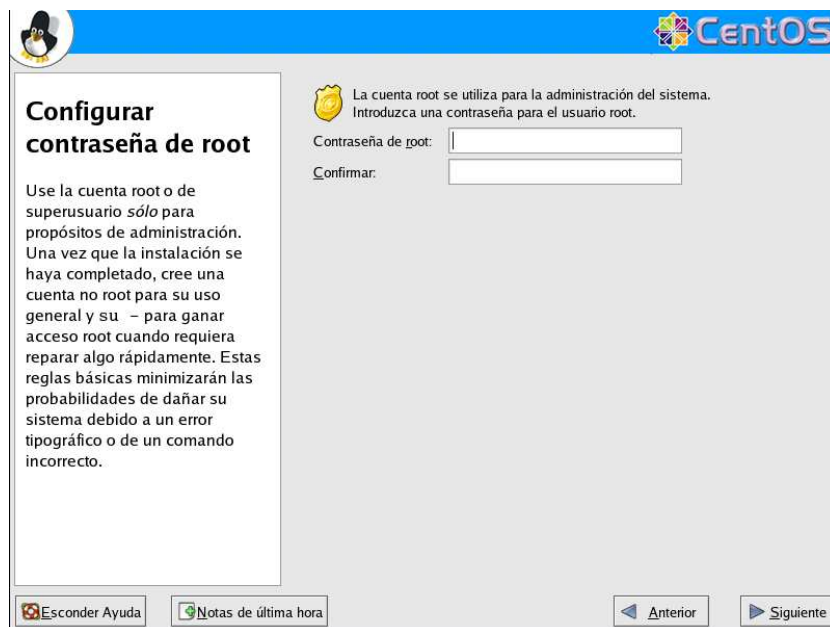 CentOS
Configurar
contraseña de root
Use la cuenta root o de
superusuario sólo para
propósitos de administración.
Una vez que la instalación se
haya completado, cree una
cuenta no root para su uso
general y su - para ganar
acceso root cuando requiera
reparar algo rápidamente. Estas
reglas básicas minimizarán las
probabilidades de dañar su
sistema debido a un error
tipográfico o de un comando
incorrecto.
La cuenta root se utiliza para la administración del sistema.
Introduzca una contraseña para el usuario root.
Contraseña de root:
Confirmar:
Esconder Ayuda
Notas de última hora
Anterior
Siguiente